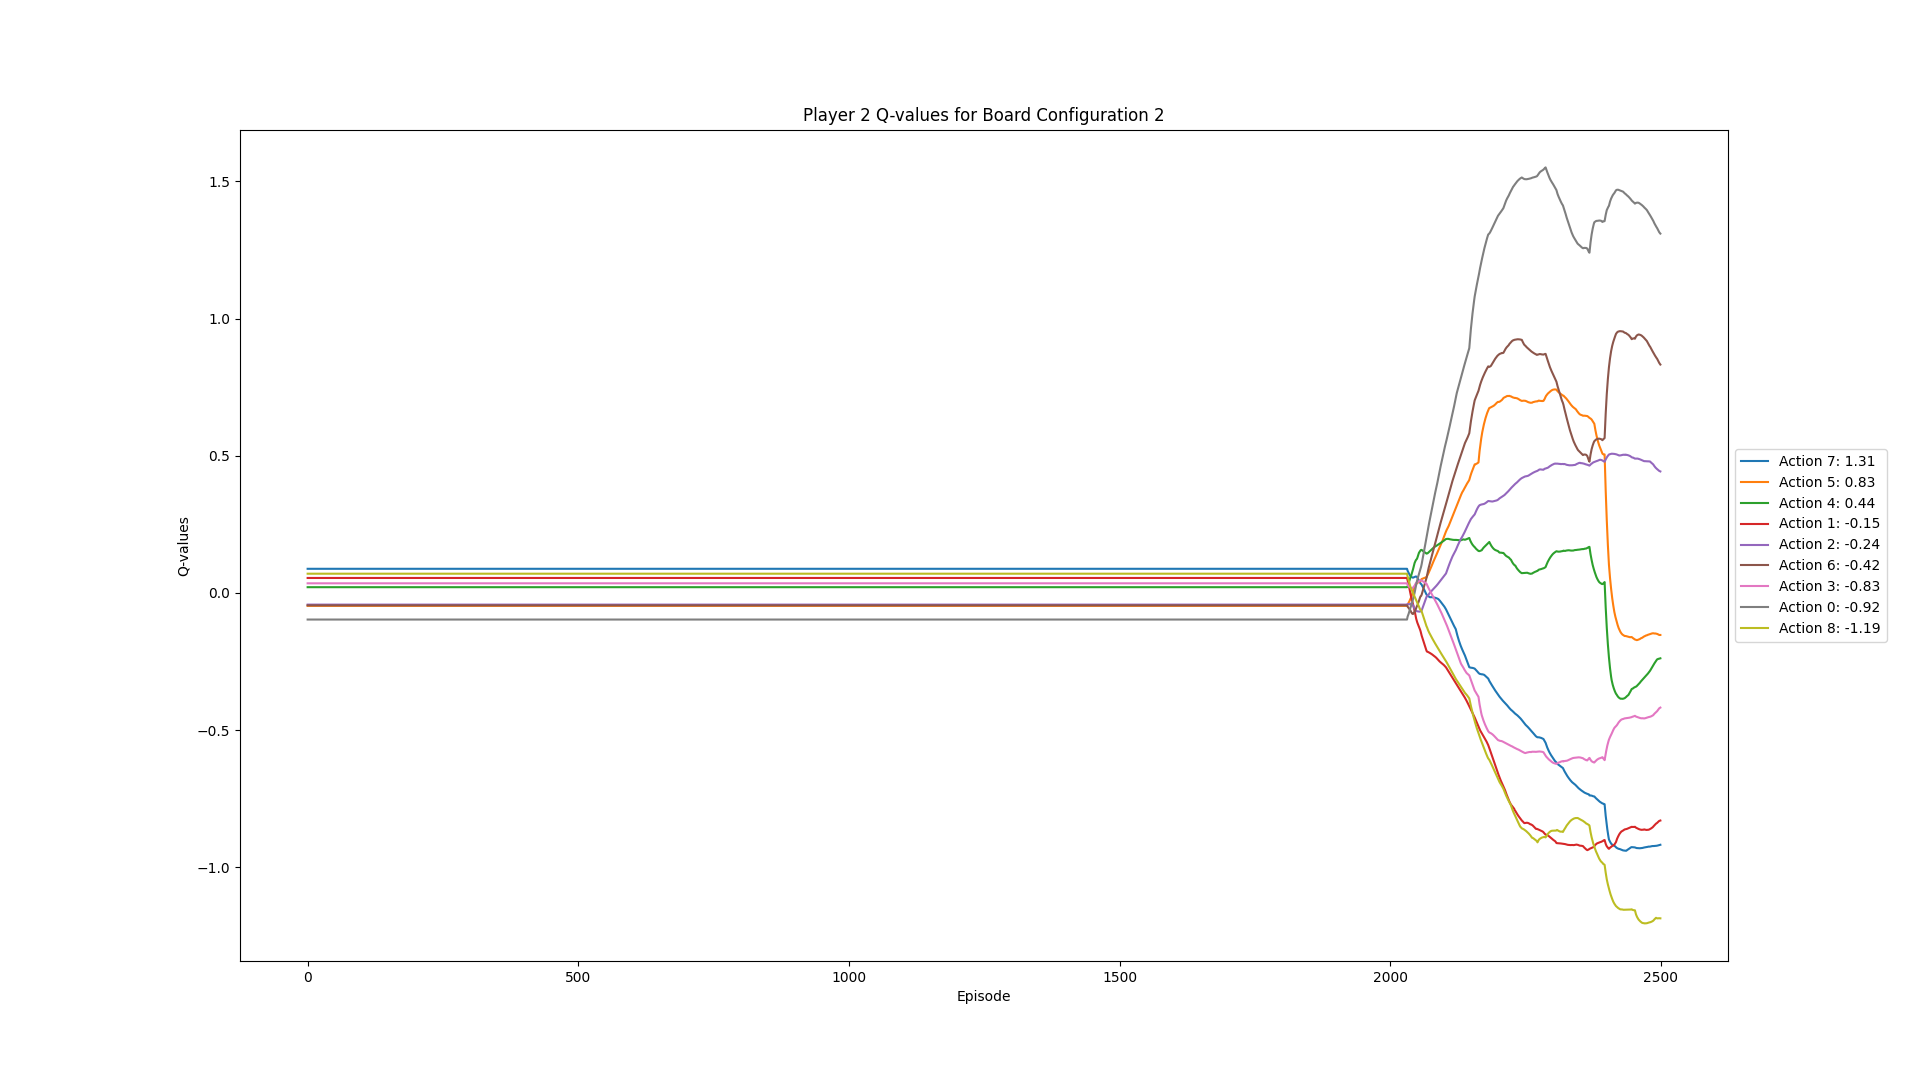 Player 2 Q-values for Board Configuration 2
Q-values
1.5
1.0
0.5
0.0
−0.5
−1.0
0
500
1000
1500
2000
2500
Episode
Action 7: 1.31
Action 5: 0.83
Action 4: 0.44
Action 1: -0.15
Action 2: -0.24
Action 6: -0.42
Action 3: -0.83
Action 0: -0.92
Action 8: -1.19